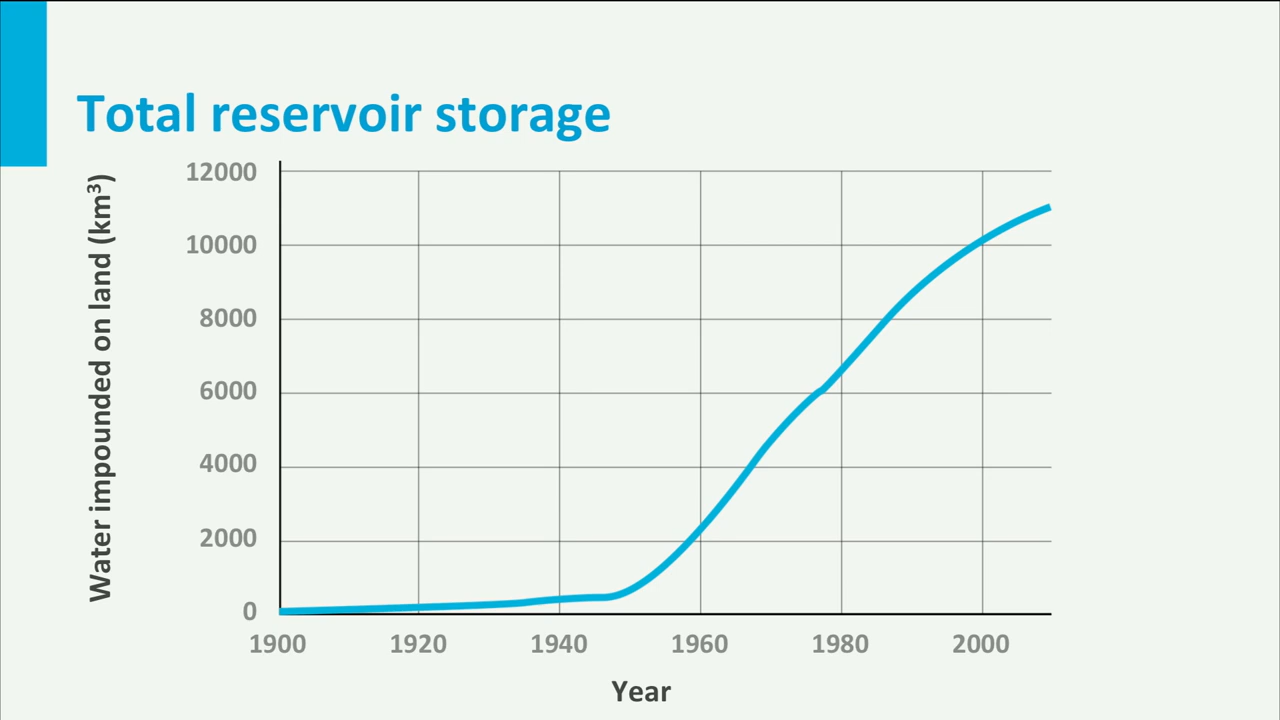 Total reservoir storage
Water impounded on land (km³)
12000
10000
8000
6000
4000
2000
0
1900 1920 1940 1960 1980 2000
Year